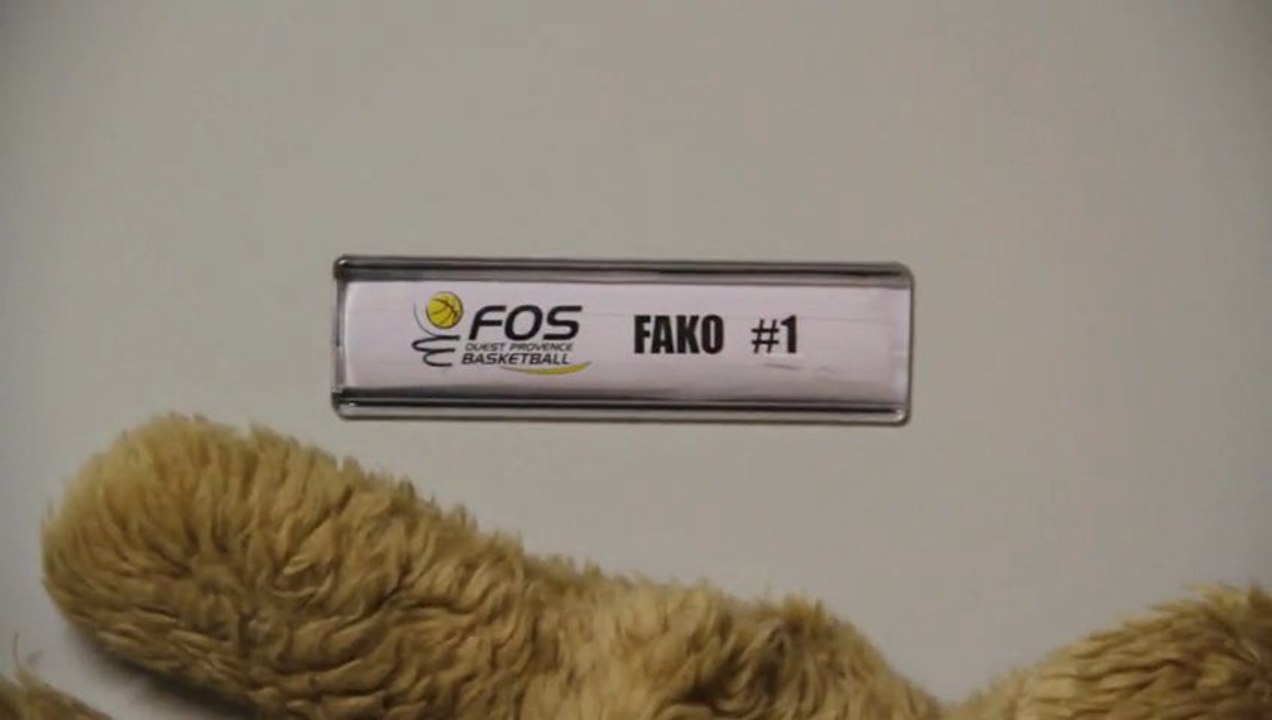 FOS
OUEST PROVENCE
BASKETBALL
FAKO #1